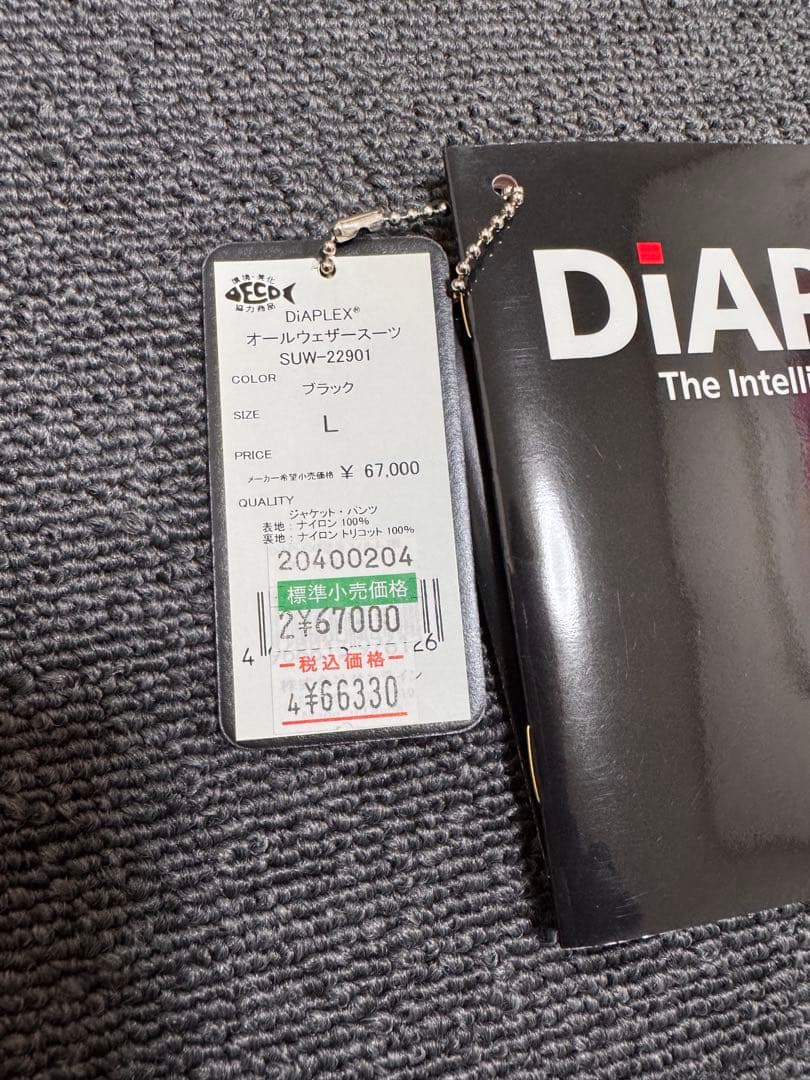 環境・美化
ECO
協力商品
DiAPLEX®
オールウェザースーツ
SUW-22901
COLOR
ブラック
SIZE
L
PRICE
メーカー希望小売価格 ¥ 67,000
QUALITY
ジャケット・パンツ
表地：ナイロン 100%
裏地：ナイロン トリコット 100%
20400204
標準小売価格
2¥67000
4
126
ー税込価格ー
4¥66330
DiAP
The Intelli